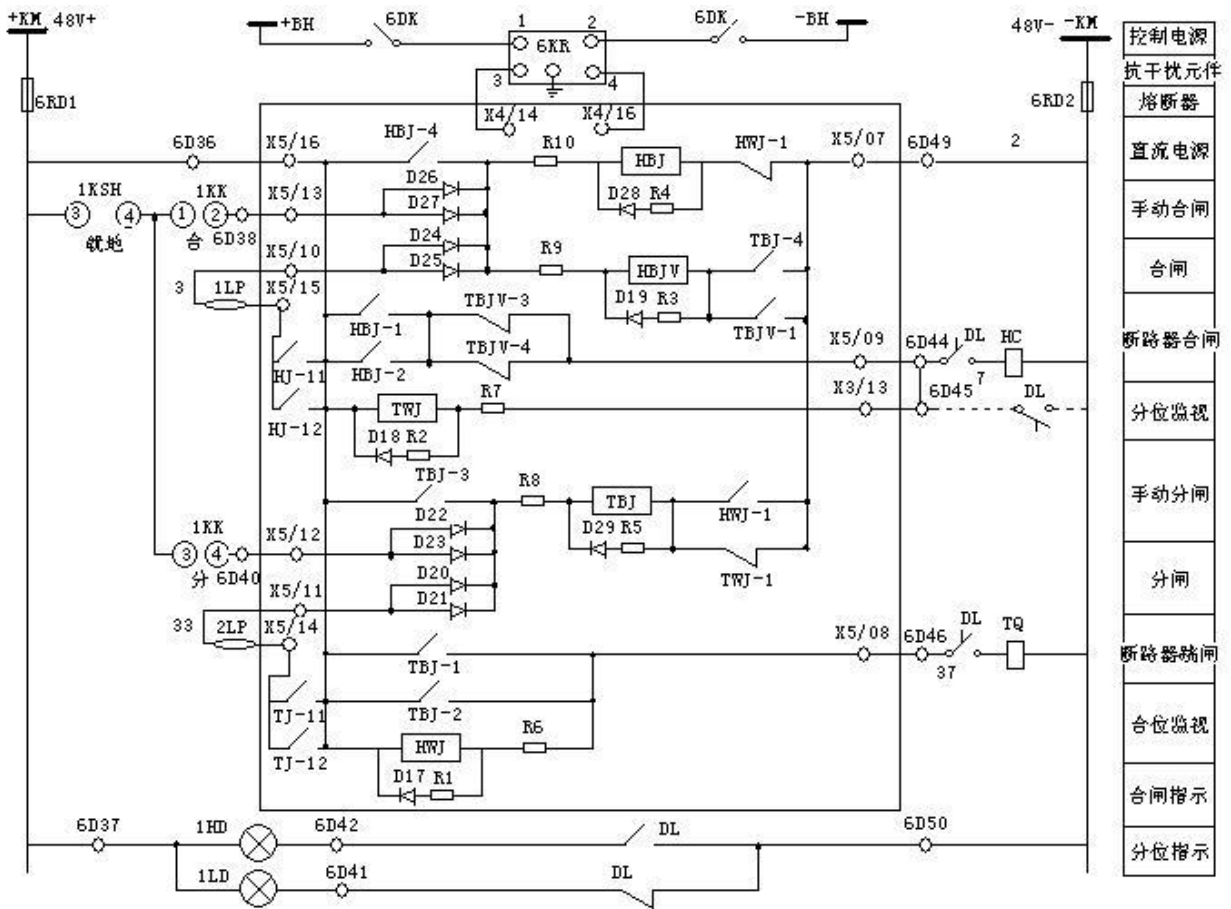 +KM 48V+ +BH 6DK 1 2 6DK -BH 48V- -KM 控制电源
6KR
3 4 抗干扰元件
6RD1 X4/14 X4/16 6RD2 熔断器
6D36 X5/16 HBJ-4 R10 HBJ HWJ-1 X5/07 6D49 2 直流电源
D26 D28 R4
1KSH 1KK X5/13 D27 手动合闸
3 4 1 2
就地 合 6D38 D24
X5/10 D25 R9 HBJV TBJ-4 合闸
3 1LP X5/15 D19 R3
TBJV-3 TBJV-1
HBJ-1
TBJV-4 X5/09 6D44 DL HC 断路器合闸
HJ-11 HBJ-2 7
R7 X3/13 6D45 DL
HJ-12 TWJ 分位监视
D18 R2
TBJ-3 R8 TBJ HWJ-1 手动分闸
D22 D29 R5
1KK X5/12 D23
3 4 TWJ-1
分 6D40 D20 分闸
X5/11 D21
33 2LP X5/14 X5/08 6D46 DL TQ 断路器跳闸
TBJ-1 37
TJ-11 TBJ-2 合位监视
R6
TJ-12 HWJ
D17 R1 合闸指示
6D37 1HD 6D42 DL 6D50
1LD 6D41 DL 分位指示